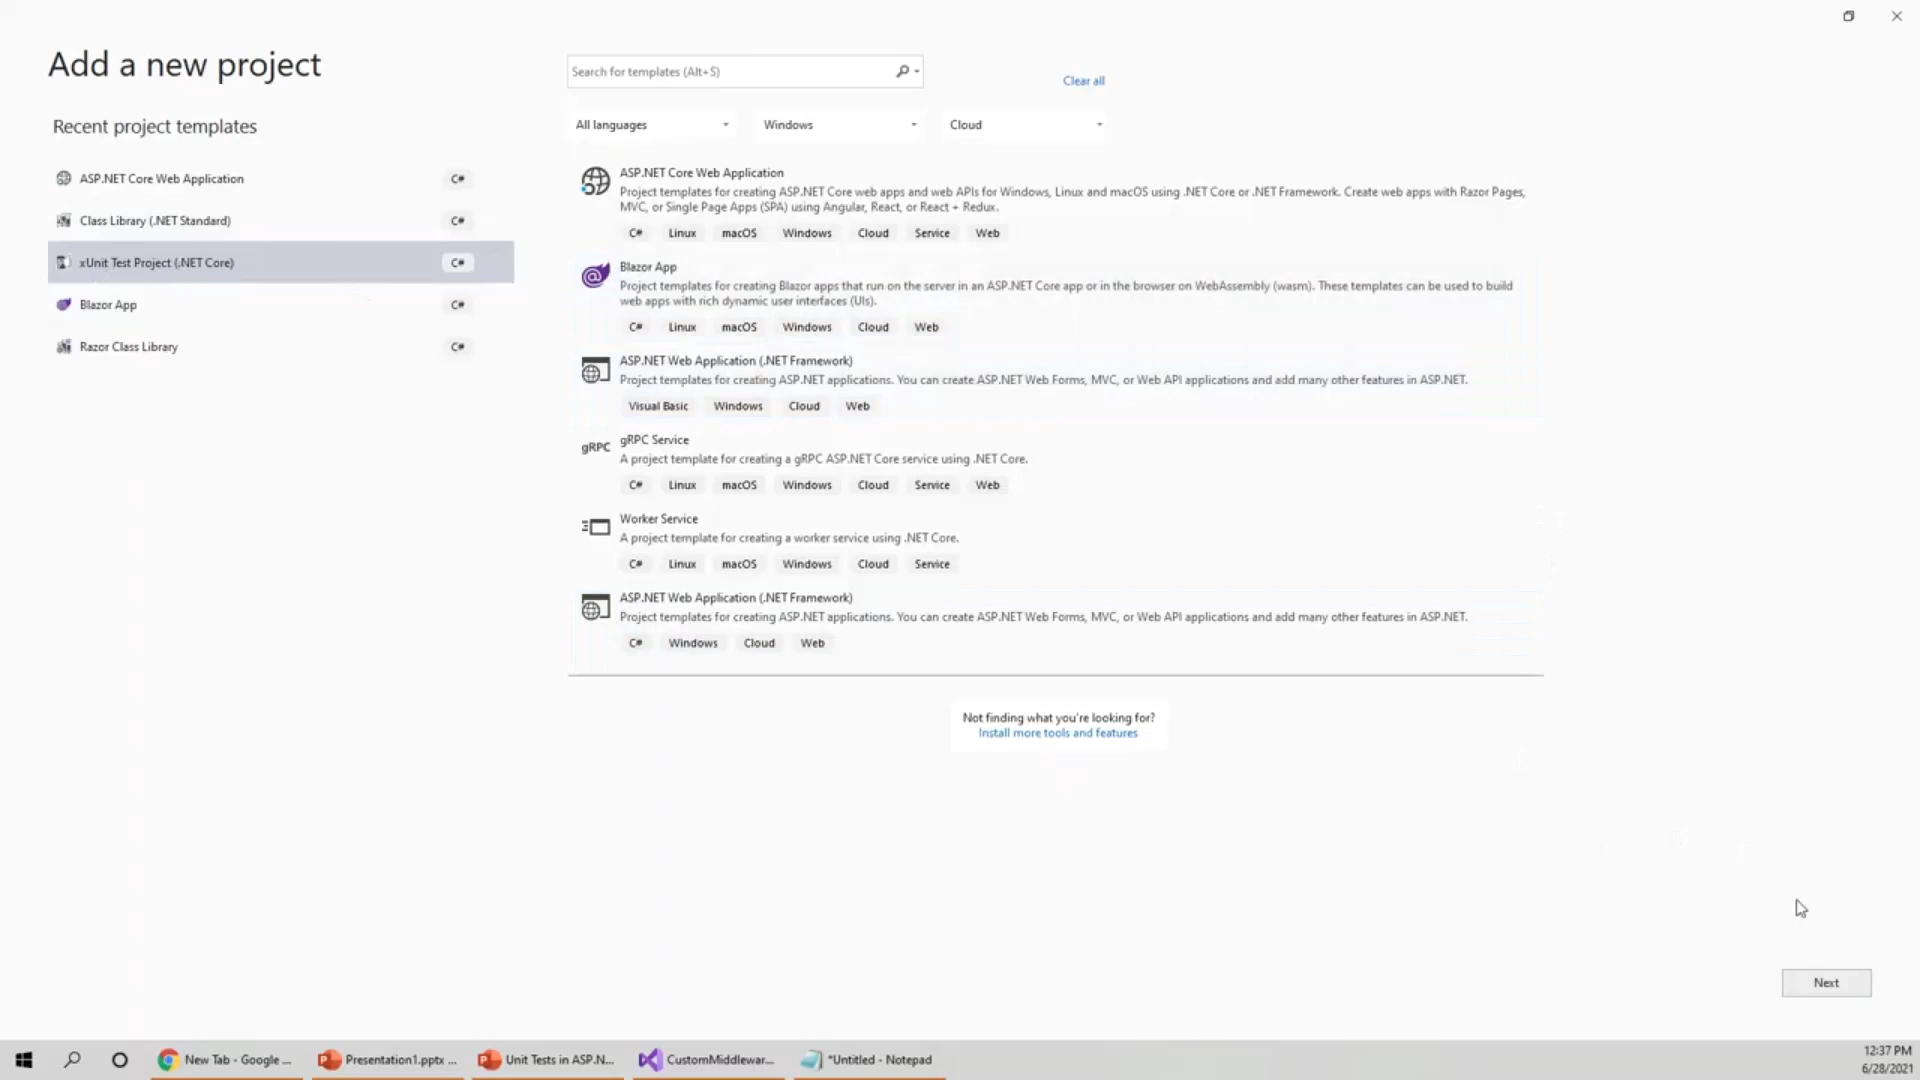 Add a new project
Recent project templates
ASP.NET Core Web Application C#
Class Library (.NET Standard) C#
xUnit Test Project (.NET Core) C#
Blazor App C#
Razor Class Library C#
Search for templates (Alt+S)
Clear all
All languages Windows Cloud
ASP.NET Core Web Application
Project templates for creating ASP.NET Core web apps and web APIs for Windows, Linux and macOS using .NET Core or .NET Framework. Create web apps with Razor Pages,
MVC, or Single Page Apps (SPA) using Angular, React, or React + Redux.
C# Linux macOS Windows Cloud Service Web
Blazor App
Project templates for creating Blazor apps that run on the server in an ASP.NET Core app or in the browser on WebAssembly (wasm). These templates can be used to build
web apps with rich dynamic user interfaces (UIs).
C# Linux macOS Windows Cloud Web
ASP.NET Web Application (.NET Framework)
Project templates for creating ASP.NET applications. You can create ASP.NET Web Forms, MVC, or Web API applications and add many other features in ASP.NET.
Visual Basic Windows Cloud Web
gRPC gRPC Service
A project template for creating a gRPC ASP.NET Core service using .NET Core.
C# Linux macOS Windows Cloud Service Web
Worker Service
A project template for creating a worker service using .NET Core.
C# Linux macOS Windows Cloud Service
ASP.NET Web Application (.NET Framework)
Project templates for creating ASP.NET applications. You can create ASP.NET Web Forms, MVC, or Web API applications and add many other features in ASP.NET.
C# Windows Cloud Web
Not finding what you're looking for?
Install more tools and features
Next
New Tab - Google ... Presentation1.pptx ... Unit Tests in ASP.N... CustomMiddlewar... *Untitled - Notepad
12:37 PM
6/28/2021